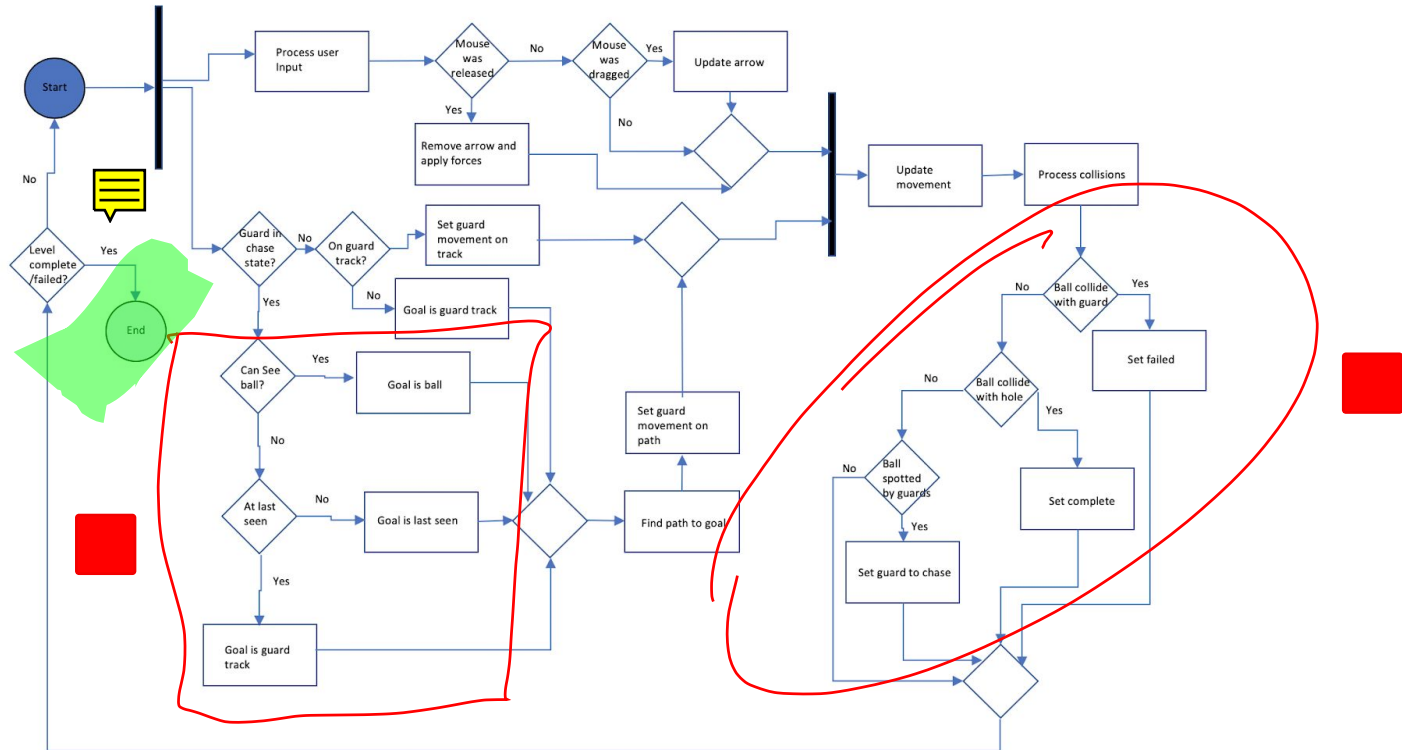 Start
Process user
Input
Mouse
was
released
No
Mouse
was
dragged
Yes
Update arrow
Yes
No
Remove arrow and
apply forces
Update
movement
Process collisions
No
Level
complete
/failed?
Yes
End
Guard in
chase
state?
No
On guard
track?
Set guard
movement on
track
Yes
No
Goal is guard track
Can See
ball?
Yes
Goal is ball
No
At last
seen
No
Goal is last seen
Yes
Goal is guard
track
Set guard
movement on
path
Find path to goal
Ball collide
with guard
No
Yes
Set failed
Ball collide
with hole
No
Yes
Set complete
Ball
spotted
by guards
No
Yes
Set guard to chase